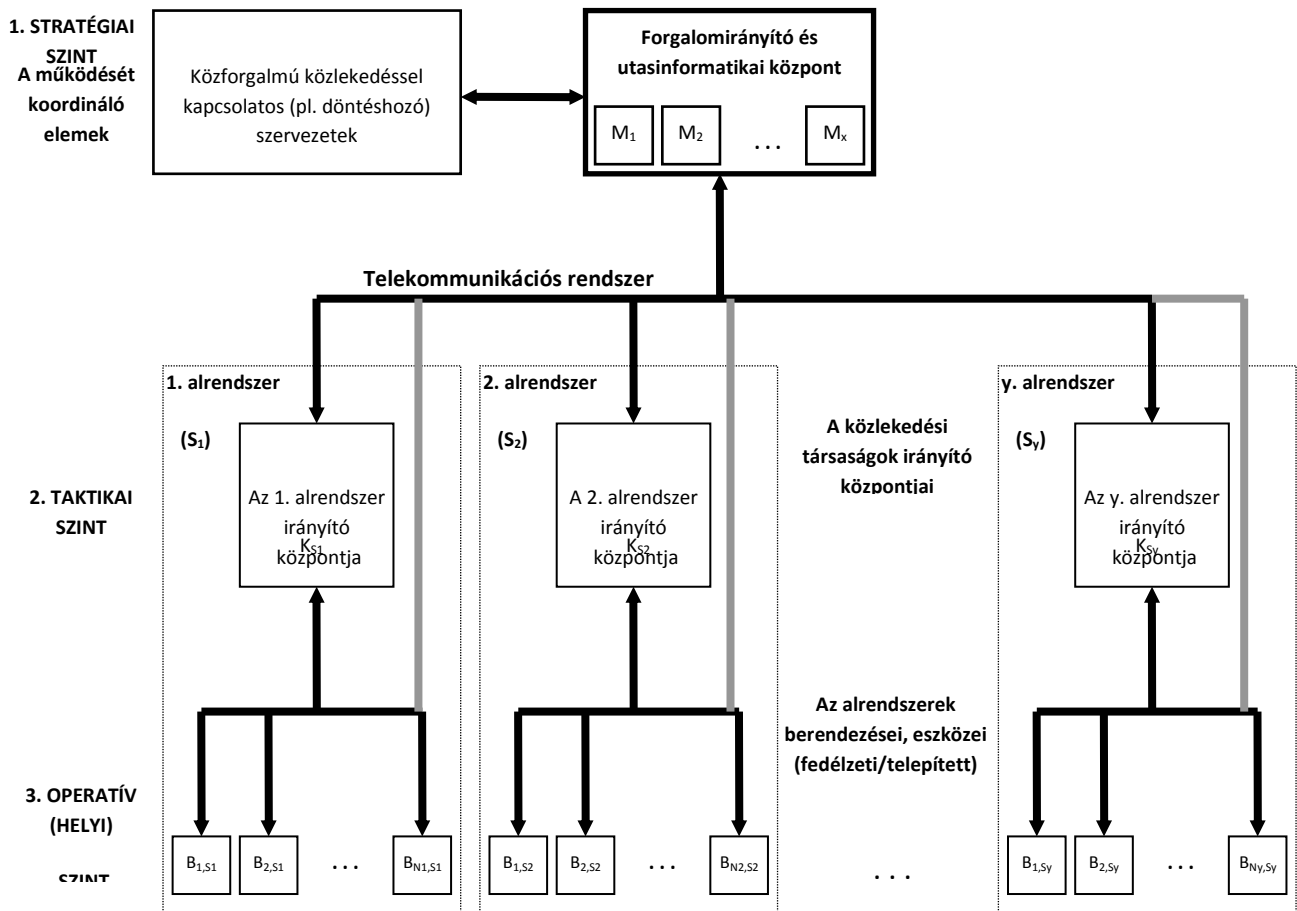 1. STRATÉGIAI
SZINT
A működését
koordináló
elemek
Közforgalmú közlekedéssel
kapcsolatos (pl. döntéshozó)
szervezetek
Forgalomirányító és
utasinformatikai központ
M1
M2
. . .
Mx
Telekommunikációs rendszer
1. alrendszer
2. alrendszer
y. alrendszer
(S1)
(S2)
(Sy)
A közlekedési
társaságok irányító
központjai
2. TAKTIKAI
SZINT
Az 1. alrendszer
irányító
KS1
központja
A 2. alrendszer
irányító
KS2
központja
Az y. alrendszer
irányító
KSy
központja
Az alrendszerek
berendezései, eszközei
(fedélzeti/telepített)
3. OPERATÍV
(HELYI)
SZINT
B1,S1
B2,S1
. . .
BN1,S1
B1,S2
B2,S2
. . .
BN2,S2
. . .
B1,Sy
B2,Sy
. . .
BNy,Sy